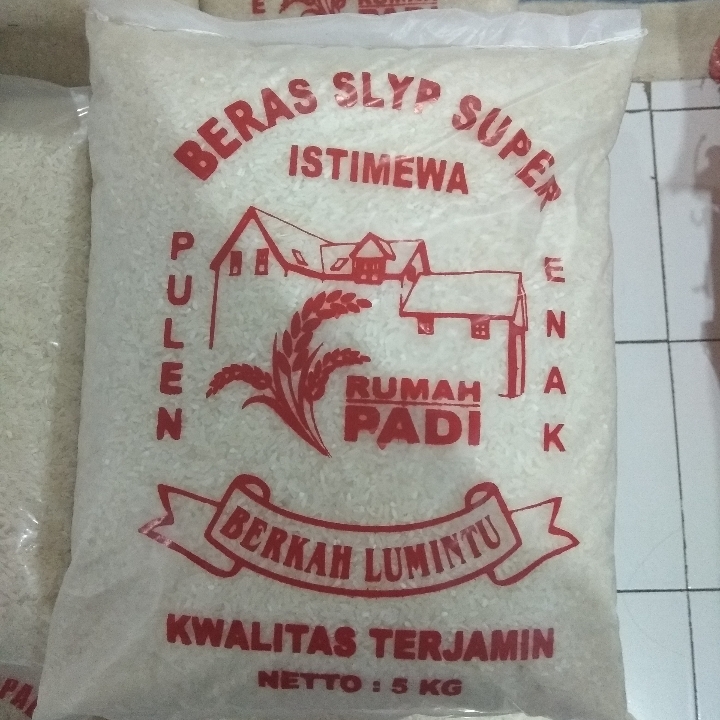 BERAS SLYP SUPER
ISTIMEWA
PULEN
ENAK
RUMAH
PADI
BERKAH LUMINTU
KWALITAS TERJAMIN
NETTO : 5 KG